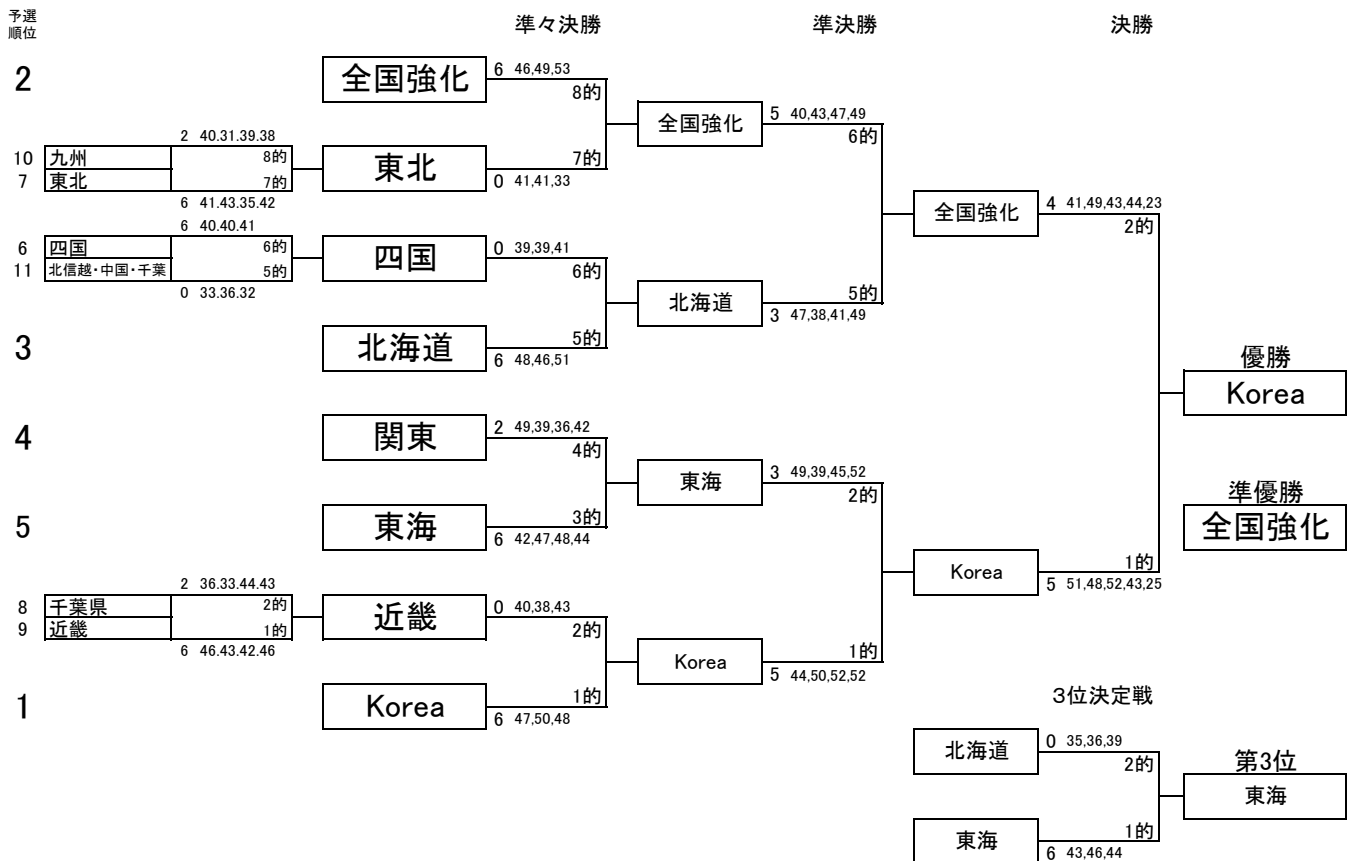 予選
順位
準々決勝 準決勝 決勝
2 全国強化 6 46,49,53
8的
全国強化 5 40,43,47,49
6的
2 40.31.39.38
10 九州 8的
7 東北 7的
6 41.43.35.42
東北 7的
0 41,41,33
全国強化 4 41,49,43,44,23
2的
6 40.40.41
6 四国 6的
11 北信越・中国・千葉 5的
0 33.36.32
四国 0 39,39,41
6的
北海道 5的
3 47,38,41,49
3 北海道 5的
6 48,46,51
優勝
Korea
4 関東 2 49,39,36,42
4的
東海 3 49,39,45,52
2的
5 東海 3的
6 42,47,48,44
準優勝
全国強化
Korea 1的
5 51,48,52,43,25
2 36.33.44.43
8 千葉県 2的
9 近畿 1的
6 46.43.42.46
近畿 0 40,38,43
2的
Korea 1的
5 44,50,52,52
1 Korea 1的
6 47,50,48
3位決定戦
北海道 0 35,36,39
2的
第3位
東海
東海 1的
6 43,46,44